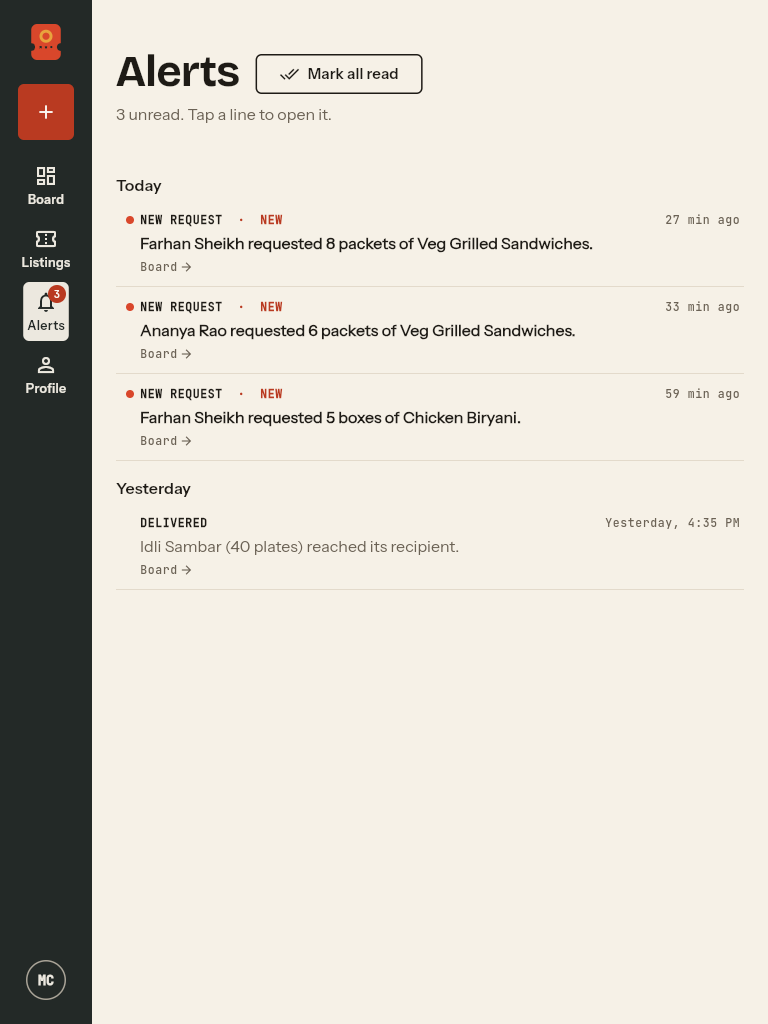 Alerts
Mark all read
3 unread. Tap a line to open it.
Board
Listings
3
Alerts
Profile
MC
Today
NEW REQUEST · NEW 27 min ago
Farhan Sheikh requested 8 packets of Veg Grilled Sandwiches.
Board →
NEW REQUEST · NEW 33 min ago
Ananya Rao requested 6 packets of Veg Grilled Sandwiches.
Board →
NEW REQUEST · NEW 59 min ago
Farhan Sheikh requested 5 boxes of Chicken Biryani.
Board →
Yesterday
DELIVERED Yesterday, 4:35 PM
Idli Sambar (40 plates) reached its recipient.
Board →